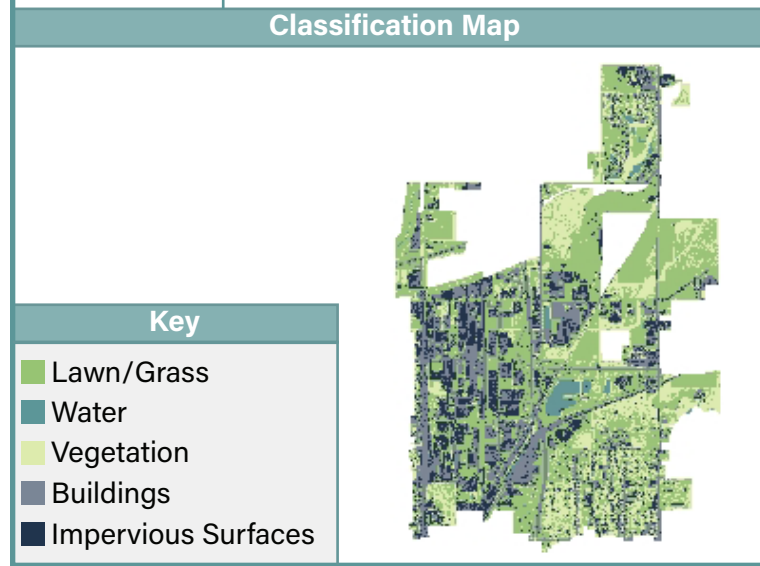 Classification Map
Key
Lawn/Grass
Water
Vegetation
Buildings
Impervious Surfaces